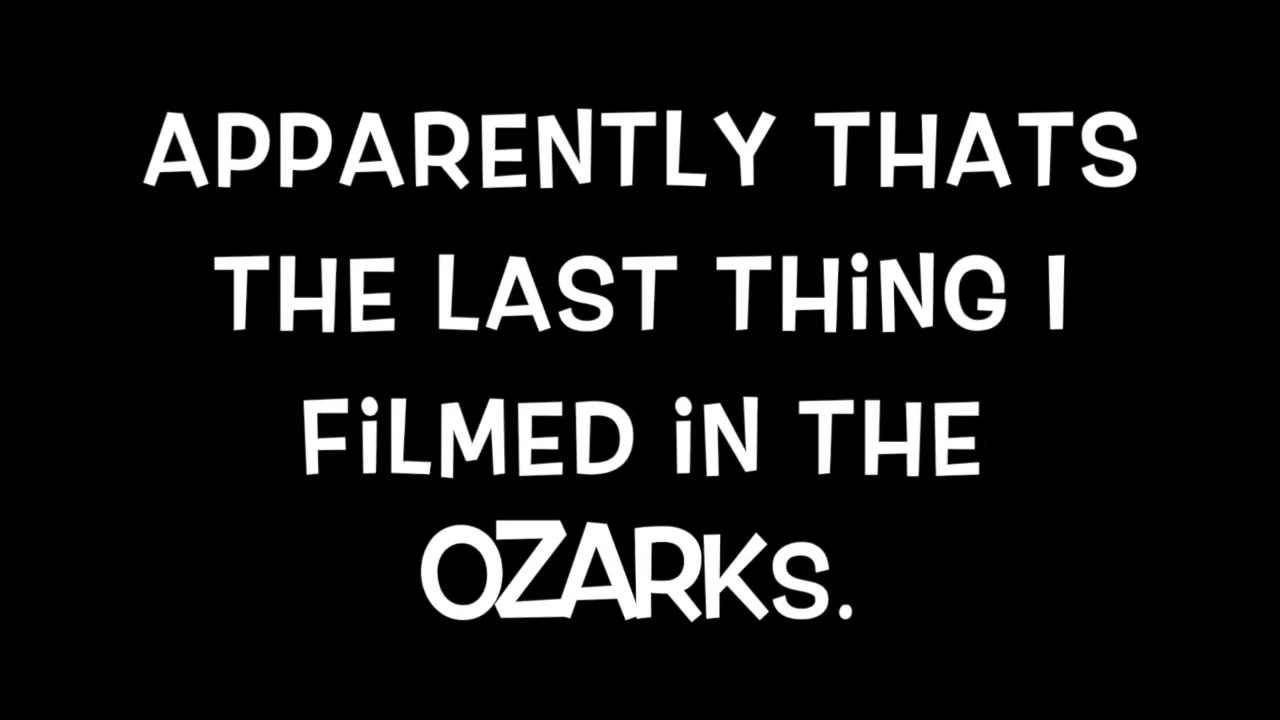 APPARENTLY THATS
THE LAST THiNG I
FiLMED iN THE
OZARKS.